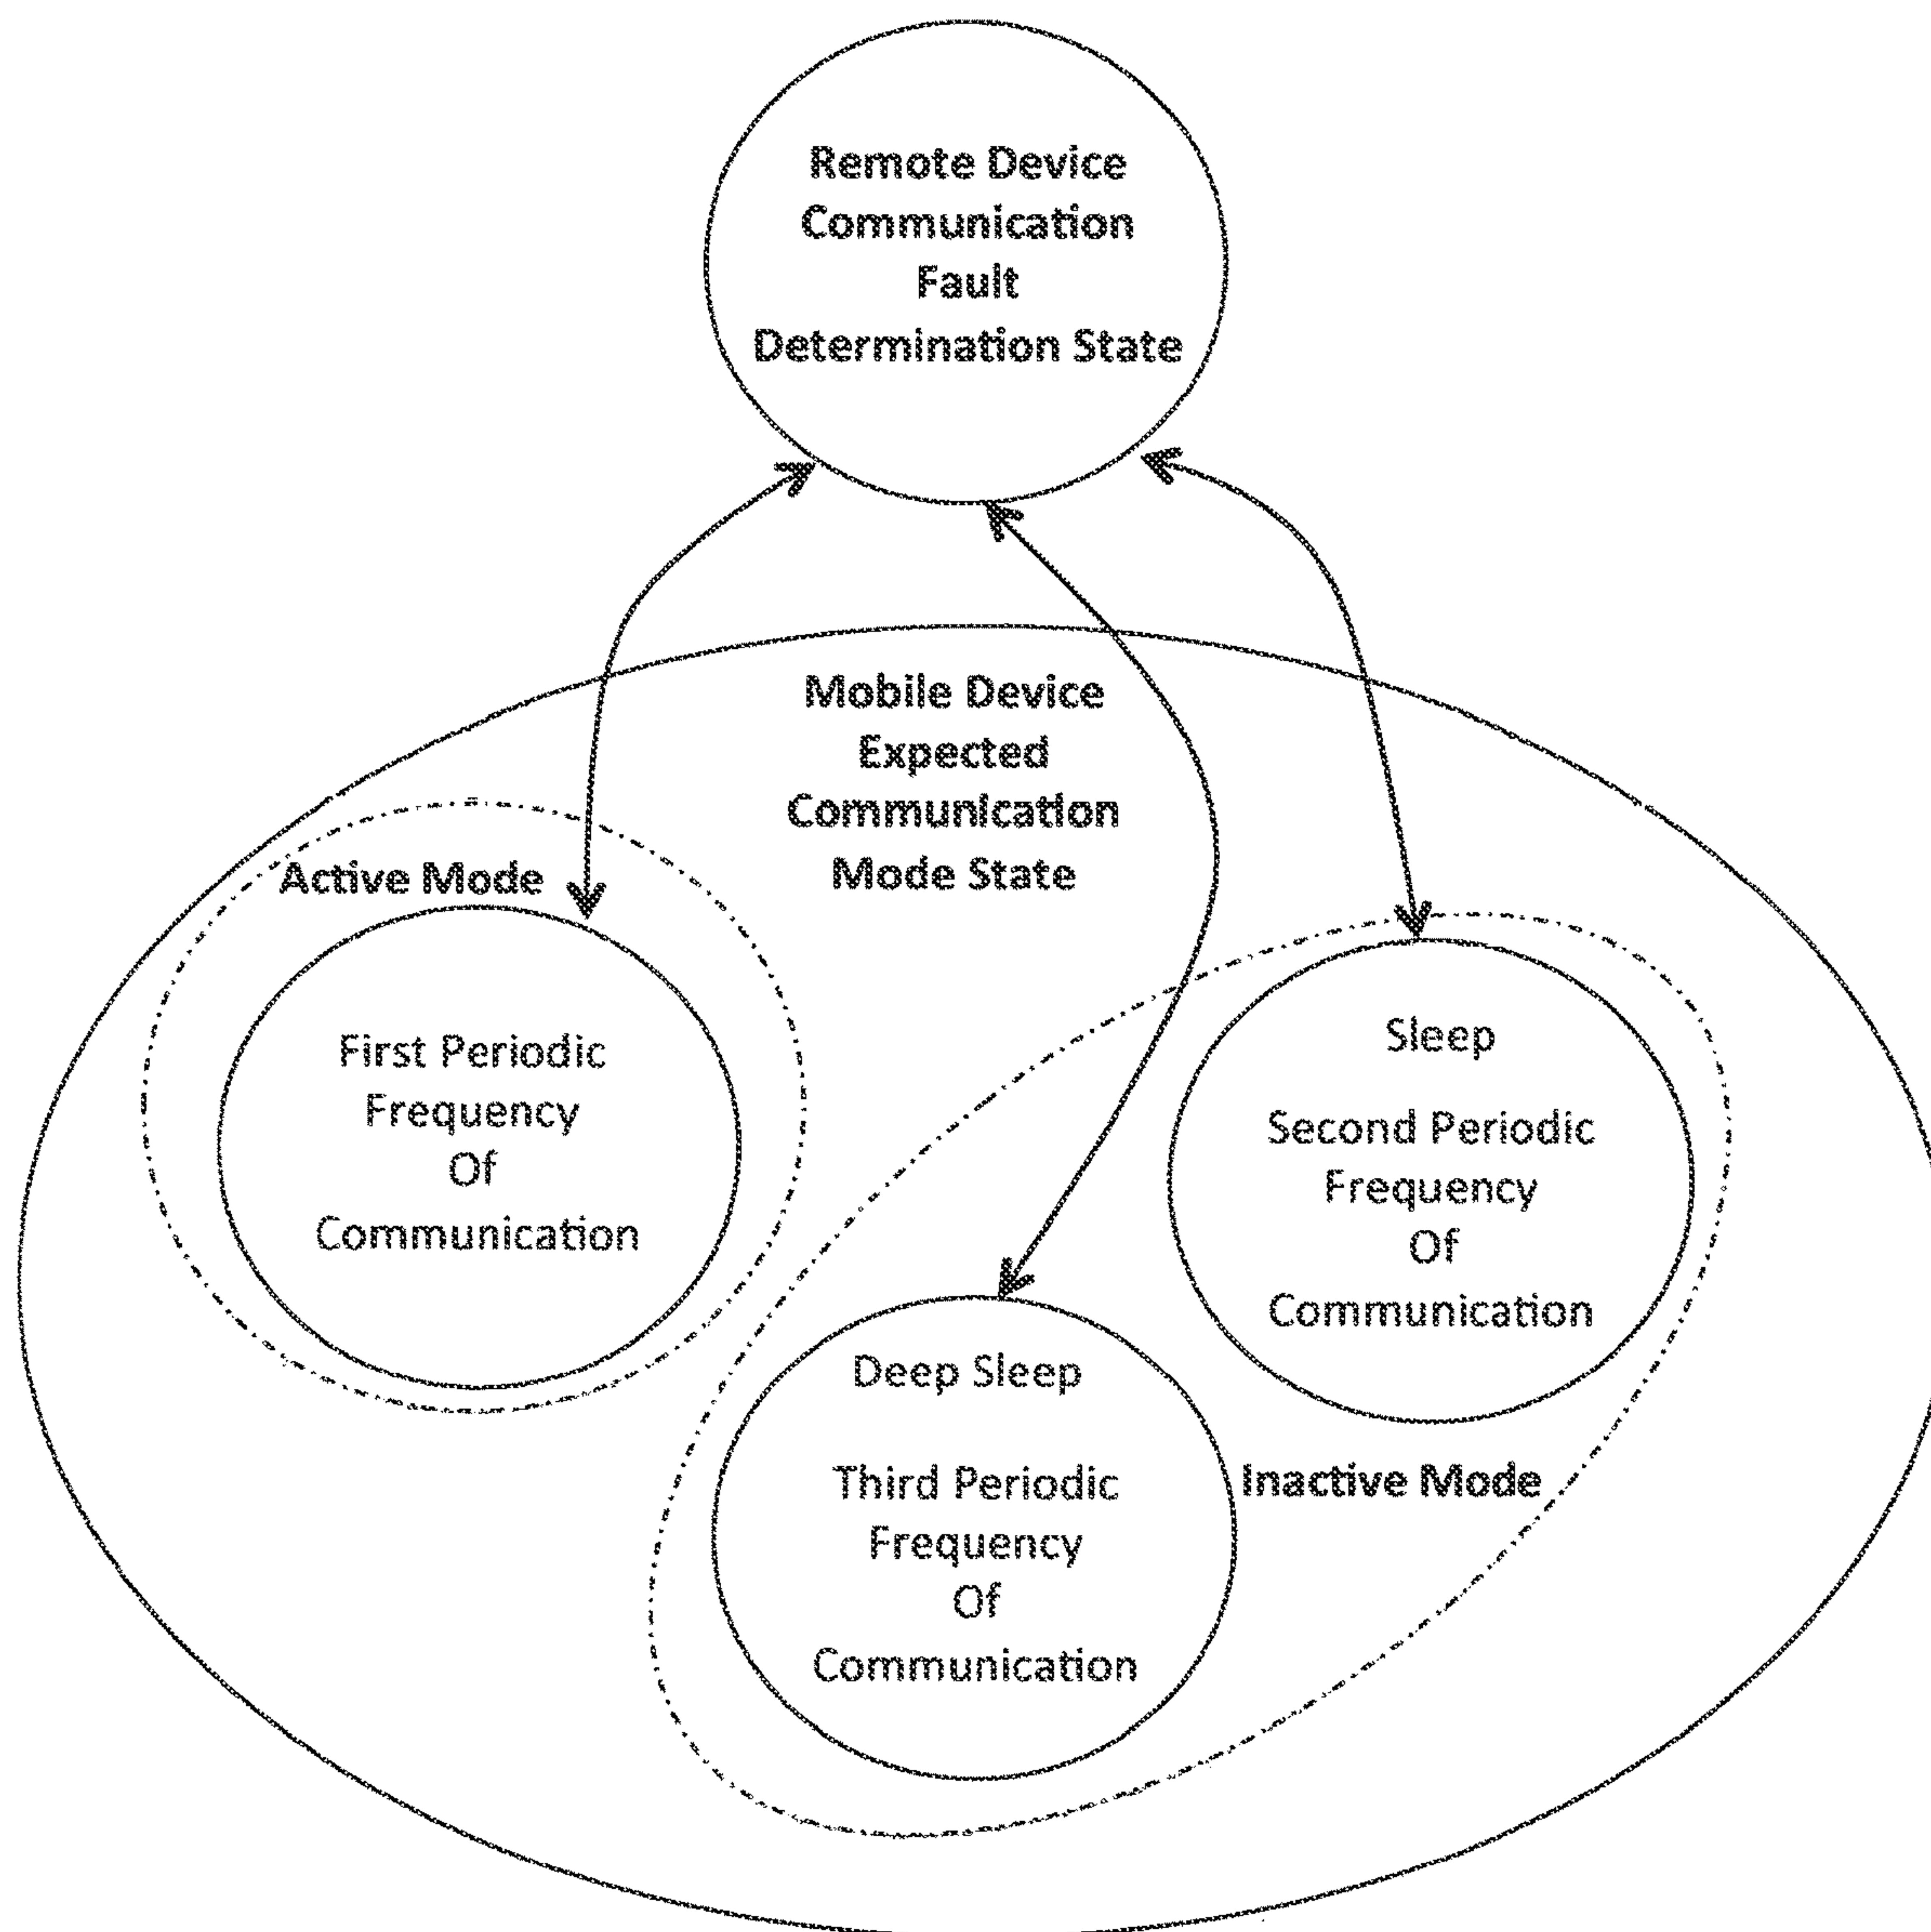 Remote Device
Communication
Fault
Determination State
Mobile Device
Expected
Communication
Mode State
Active Mode
First Periodic
Frequency
Of
Communication
Sleep
Second Periodic
Frequency
Of
Communication
Deep Sleep
Third Periodic
Frequency
Of
Communication
Inactive Mode